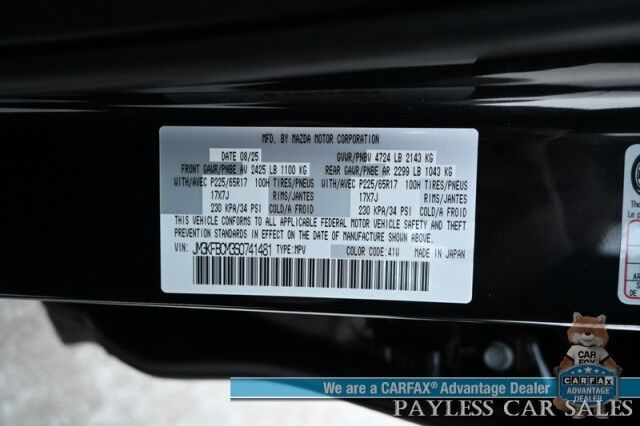 MFD. BY MAZDA MOTOR CORPORATION
DATE 08/25 GVWR/PNBV 4724 LB 2143 KG
FRONT GAWR/PNBE AV 2425 LB 1100 KG REAR GAWR/PNBE AR 2299 LB 1043 KG
WITH/AVEC P225/65R17 100H TIRES/PNEUS WITH/AVEC P225/65R17 100H TIRES/PNEUS
17X7J RIMS/JANTES 17X7J RIMS/JANTES
230 KPA/34 PSI COLD/A FROID 230 KPA/34 PSI COLD/A FROID
THIS VEHICLE CONFORMS TO ALL APPLICABLE FEDERAL MOTOR VEHICLE SAFETY
BUMPER, AND THEFT PREVENTION STANDARDS IN EFFECT ON THE
DATE OF MANUFACTURE SHOWN ABOVE.
VIN: JM3KFBCM3S0741481 TYPE: MPV COLOR CODE: 41W MADE IN JAPAN
CAR
FOX
CARFAX
ADVANTAGE
DEALER
We are a CARFAX® Advantage Dealer
PAYLESS CAR SALES